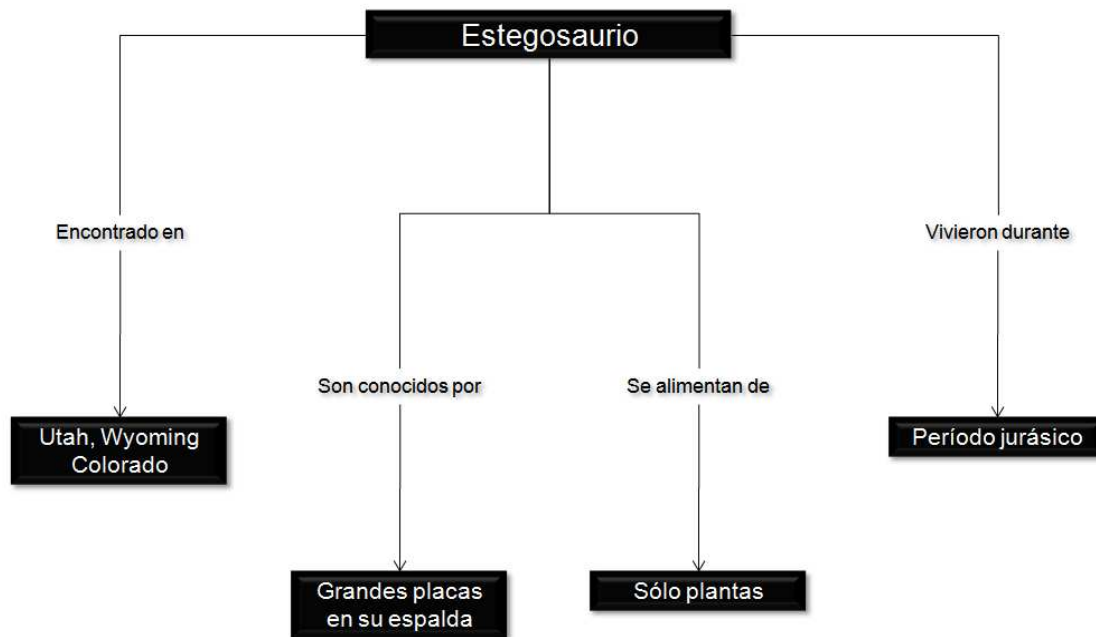 Estegosaurio
Encontrado en
Vivieron durante
Son conocidos por
Se alimentan de
Utah, Wyoming
Colorado
Período jurásico
Grandes placas
en su espalda
Sólo plantas